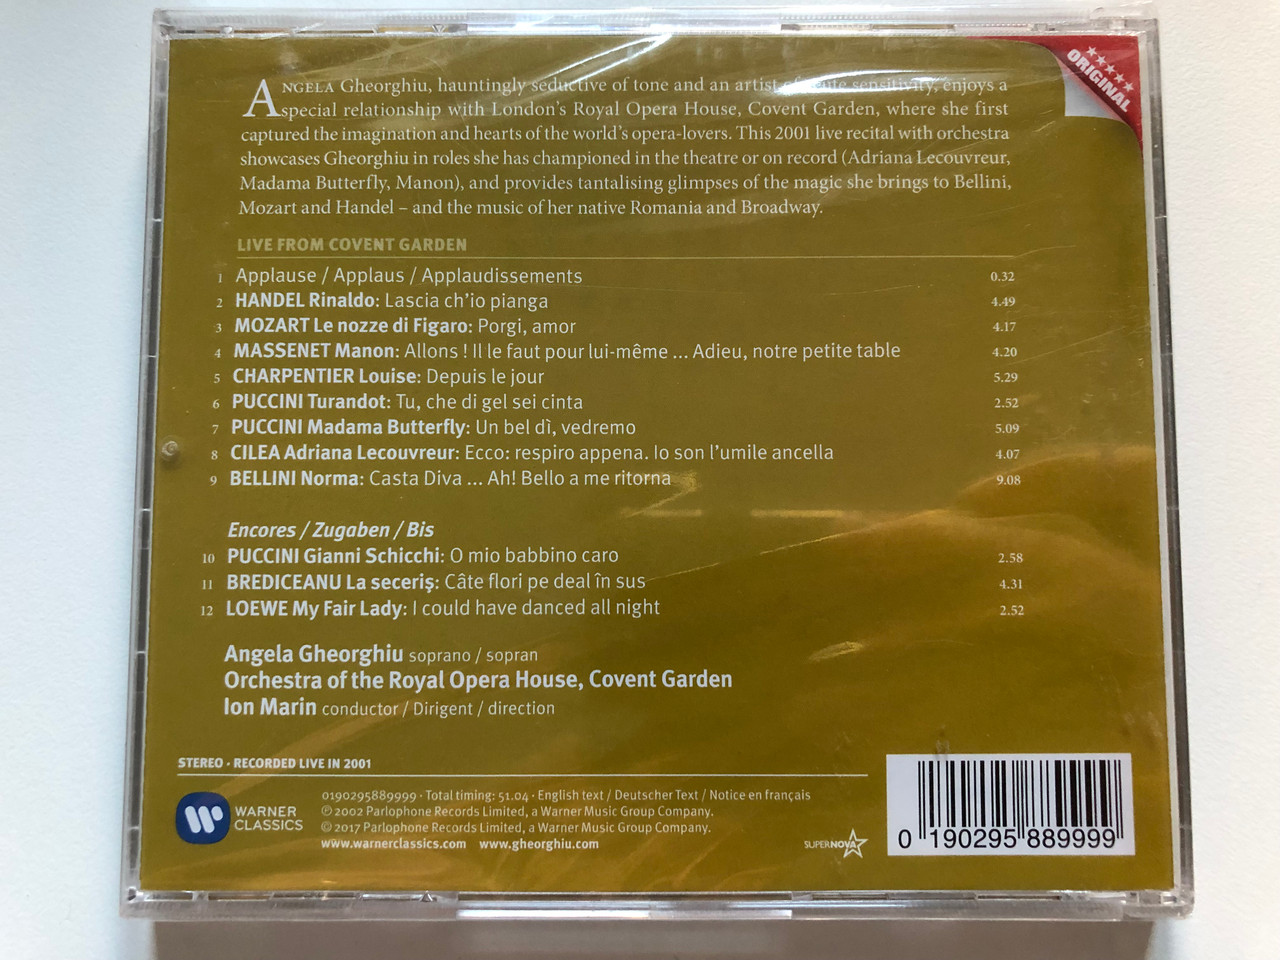 ORIGINAL
ANGELA Gheorghiu, hauntingly seductive of tone and an artist of acute sensitivity, enjoys a
special relationship with London's Royal Opera House, Covent Garden, where she first
captured the imagination and hearts of the world's opera-lovers. This 2001 live recital with orchestra
showcases Gheorghiu in roles she has championed in the theatre or on record (Adriana Lecouvreur,
Madama Butterfly, Manon), and provides tantalising glimpses of the magic she brings to Bellini,
Mozart and Handel – and the music of her native Romania and Broadway.
LIVE FROM COVENT GARDEN
1 Applause / Applaus / Applaudissements 0.32
2 HANDEL Rinaldo: Lascia ch'io pianga 4.49
3 MOZART Le nozze di Figaro: Porgi, amor 4.17
4 MASSENET Manon: Allons ! Il le faut pour lui-même ... Adieu, notre petite table 4.20
5 CHARPENTIER Louise: Depuis le jour 5.29
6 PUCCINI Turandot: Tu, che di gel sei cinta 2.52
7 PUCCINI Madama Butterfly: Un bel dì, vedremo 5.09
8 CILEA Adriana Lecouvreur: Ecco: respiro appena. Io son l'umile ancella 4.07
9 BELLINI Norma: Casta Diva ... Ah! Bello a me ritorna 9.08
Encores / Zugaben / Bis
10 PUCCINI Gianni Schicchi: O mio babbino caro 2.58
11 BREDICEANU La seceriş: Câte flori pe deal în sus 4.31
12 LOEWE My Fair Lady: I could have danced all night 2.52
Angela Gheorghiu soprano / sopran
Orchestra of the Royal Opera House, Covent Garden
Ion Marin conductor / Dirigent / direction
STEREO · RECORDED LIVE IN 2001
WARNER
CLASSICS
0190295889999 · Total timing: 51.04 · English text / Deutscher Text / Notice en français
℗ 2002 Parlophone Records Limited, a Warner Music Group Company.
© 2017 Parlophone Records Limited, a Warner Music Group Company.
www.warnerclassics.com www.gheorghiu.com
SUPERNOVA
0 190295 889999